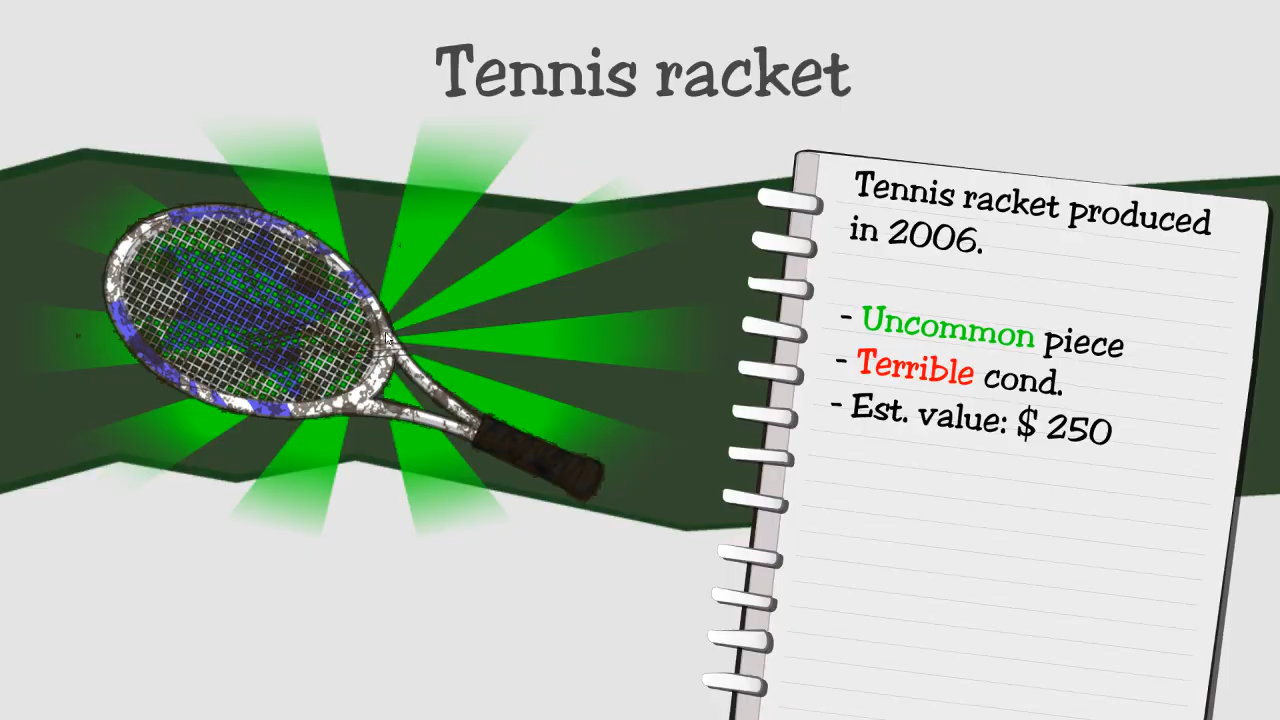 Tennis racket
Tennis racket produced
in 2006.
- Uncommon piece
- Terrible cond.
- Est. value: $ 250